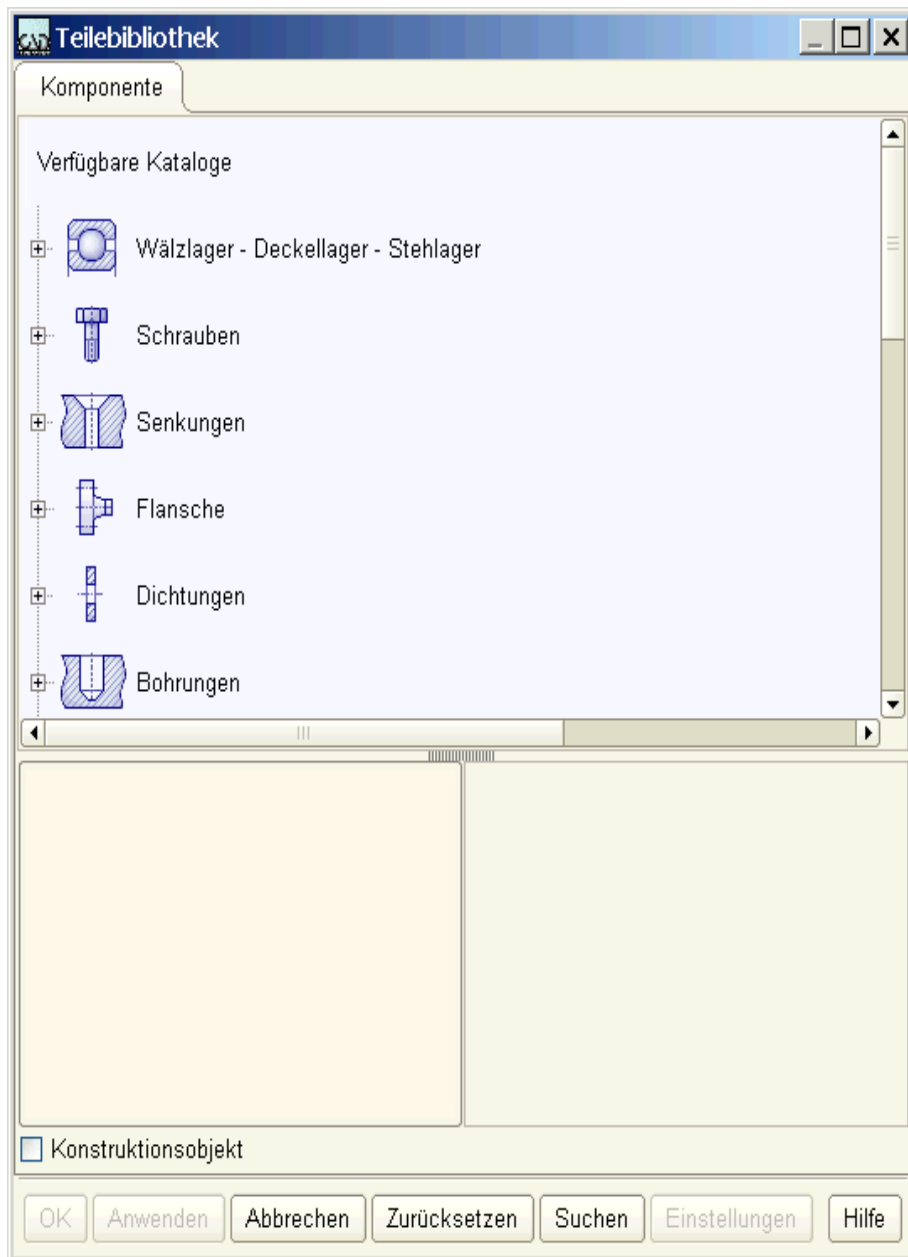 CAD Teilebibliothek
Komponente
Verfügbare Kataloge
Wälzlager - Deckellager - Stehlager
Schrauben
Senkungen
Flansche
Dichtungen
Bohrungen
Konstruktionsobjekt
OK Anwenden Abbrechen Zurücksetzen Suchen Einstellungen Hilfe